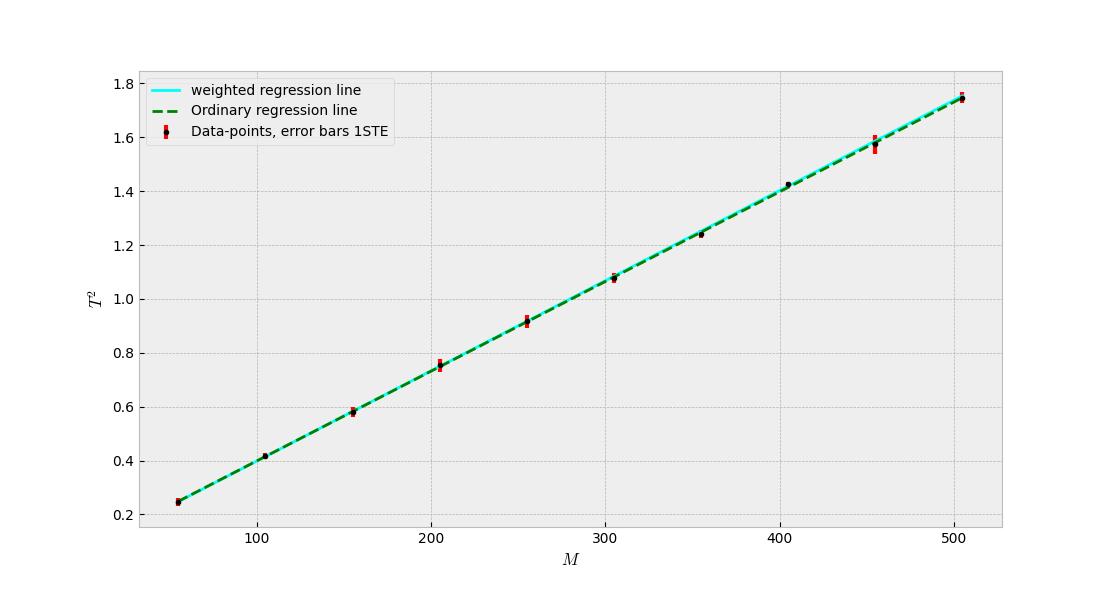 weighted regression line
Ordinary regression line
Data-points, error bars 1STE
1.8
1.6
1.4
1.2
1.0
0.8
0.6
0.4
0.2
T²
100 200 300 400 500
M